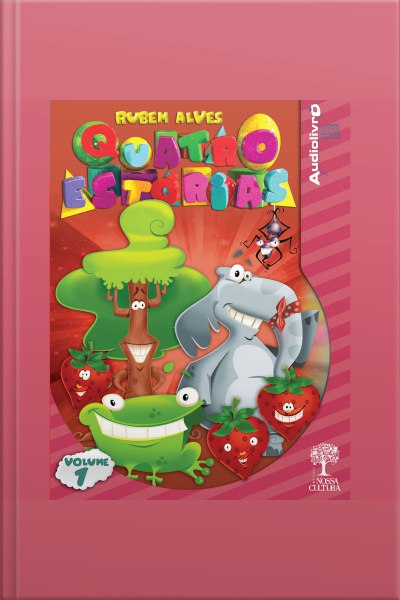 RUBEM ALVES
QUATRO
ESTÓRIAS
AudiolivrO
VOLUME
1
NOSSA
CULTURA